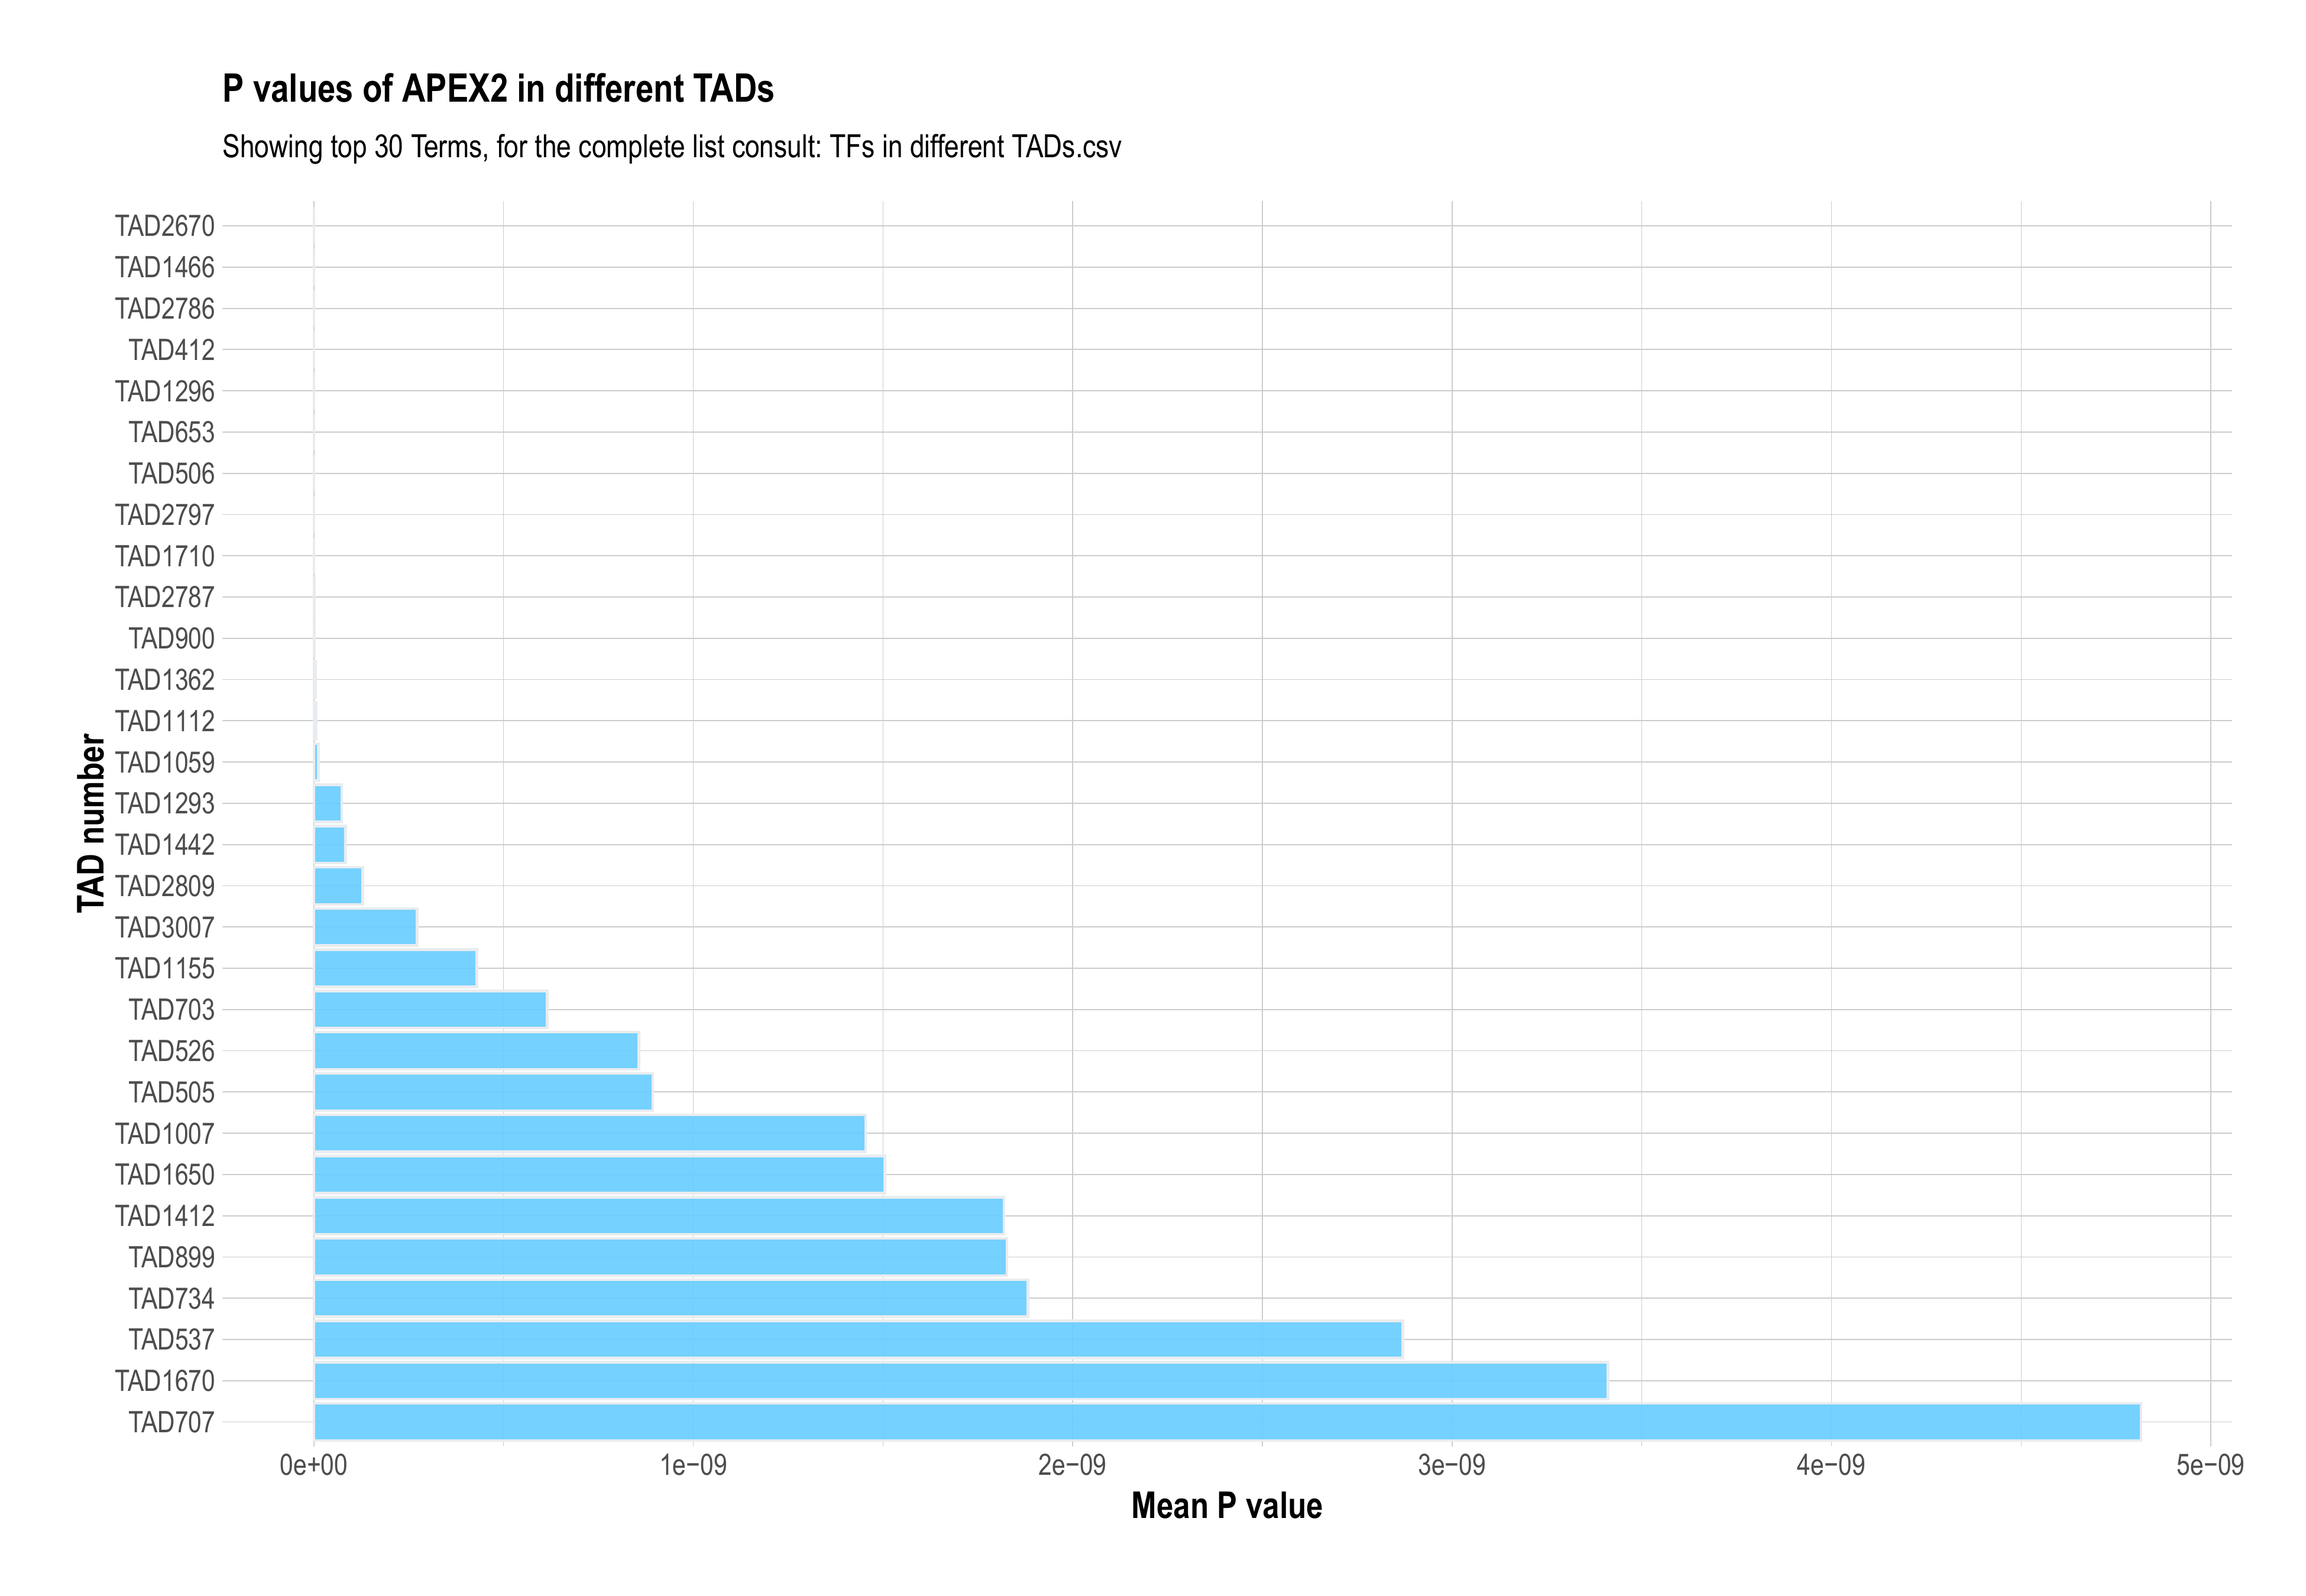 P values of APEX2 in different TADs
Showing top 30 Terms, for the complete list consult: TFs in different TADs.csv
TAD number
TAD2670
TAD1466
TAD2786
TAD412
TAD1296
TAD653
TAD506
TAD2797
TAD1710
TAD2787
TAD900
TAD1362
TAD1112
TAD1059
TAD1293
TAD1442
TAD2809
TAD3007
TAD1155
TAD703
TAD526
TAD505
TAD1007
TAD1650
TAD1412
TAD899
TAD734
TAD537
TAD1670
TAD707
0e+00 1e−09 2e−09 3e−09 4e−09 5e−09
Mean P value